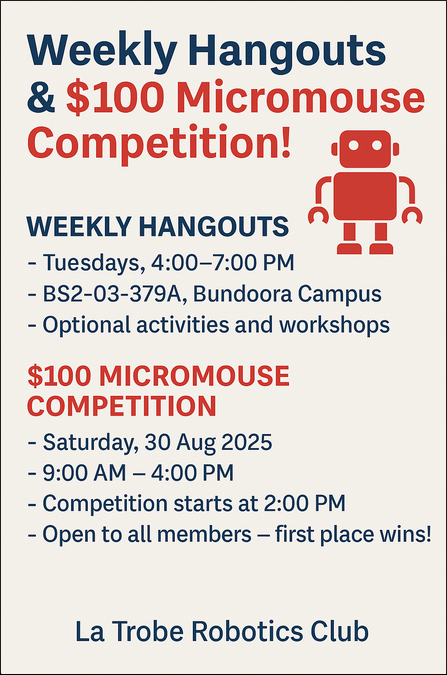 Weekly Hangouts
& $100 Micromouse
Competition!
WEEKLY HANGOUTS
- Tuesdays, 4:00–7:00 PM
- BS2-03-379A, Bundoora Campus
- Optional activities and workshops
$100 MICROMOUSE
COMPETITION
- Saturday, 30 Aug 2025
- 9:00 AM – 4:00 PM
- Competition starts at 2:00 PM
- Open to all members – first place wins!
La Trobe Robotics Club